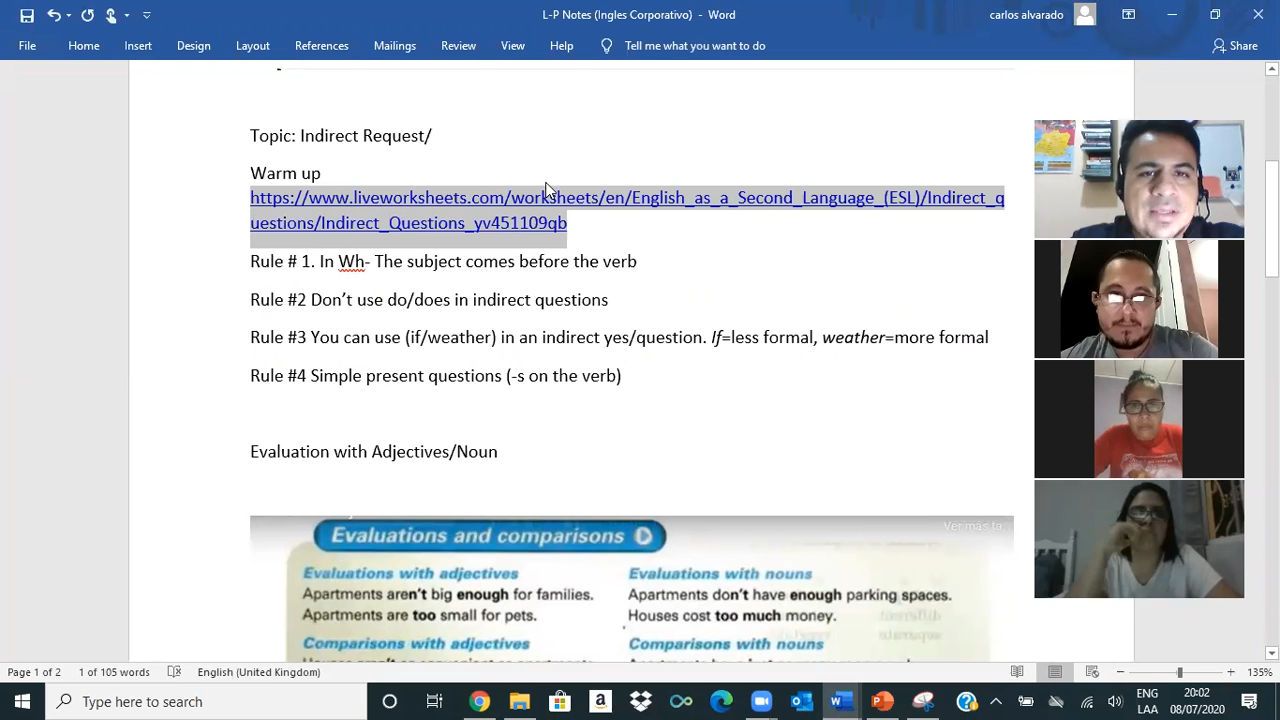 L-P Notes (Ingles Corporativo) - Word
carlos alvarado
File Home Insert Design Layout References Mailings Review View Help Tell me what you want to do Share
Topic: Indirect Request/
Warm up
https://www.liveworksheets.com/worksheets/en/English_as_a_Second_Language_(ESL)/Indirect_q
uestions/Indirect_Questions_yv451109qb
Rule # 1. In Wh- The subject comes before the verb
Rule #2 Don’t use do/does in indirect questions
Rule #3 You can use (if/weather) in an indirect yes/question. If=less formal, weather=more formal
Rule #4 Simple present questions (-s on the verb)
Evaluation with Adjectives/Noun
Ver más ta
Evaluations and comparisons
Evaluations with adjectives
Apartments aren't big enough for families.
Apartments are too small for pets.
Comparisons with adjectives
Evaluations with nouns
Apartments don't have enough parking spaces.
Houses cost too much money.
Comparisons with nouns
Page 1 of 2 1 of 105 words English (United Kingdom) 135%
Type here to search
ENG
LAA
20:02
08/07/2020